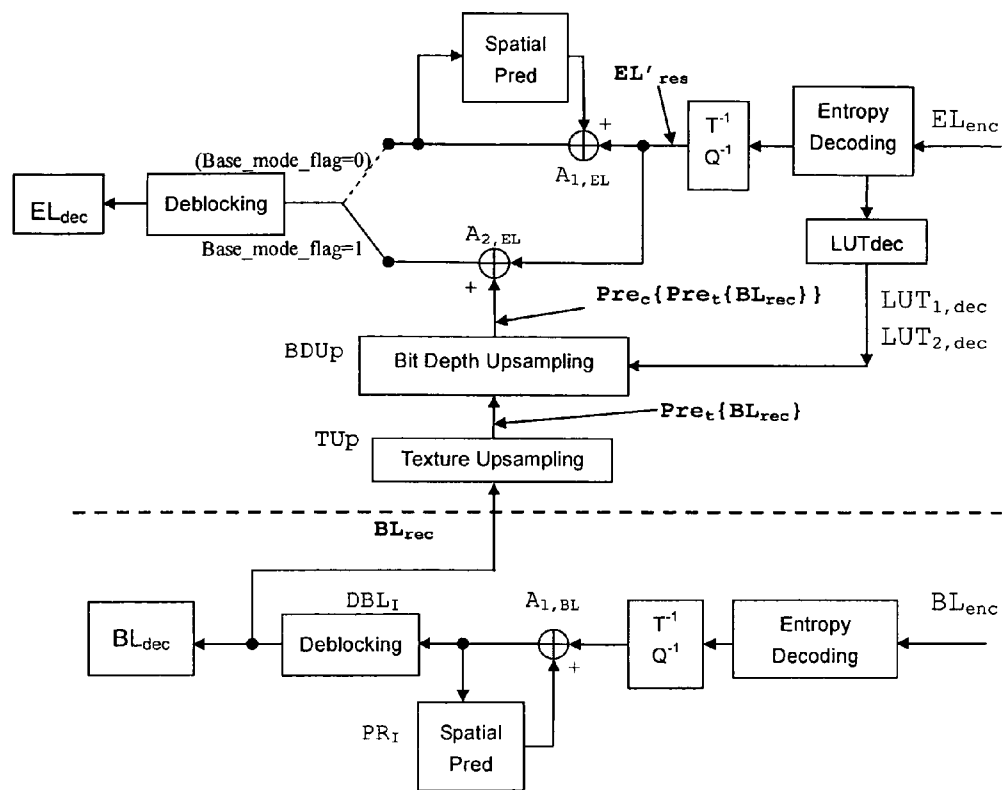 Spatial
Pred
EL'res
T-1
Q-1
Entropy
Decoding
ELenc
+
A1,EL
(Base_mode_flag=0)
ELdec
Deblocking
Base_mode_flag=1
A2,EL
+
LUTdec
Prec{Pret{BLrec}}
LUT1,dec
LUT2,dec
BDUp
Bit Depth Upsampling
Pret{BLrec}
TUp
Texture Upsampling
BLrec
DBLI
A1,BL
BLenc
BLdec
Deblocking
+
T-1
Q-1
Entropy
Decoding
PRI
Spatial
Pred